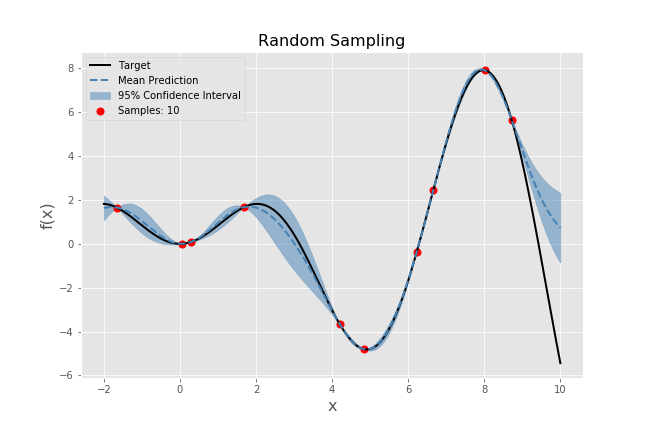 Random Sampling
Target
Mean Prediction
95% Confidence Interval
Samples: 10
f(x)
8
6
4
2
0
−2
−4
−6
−2 0 2 4 6 8 10
x